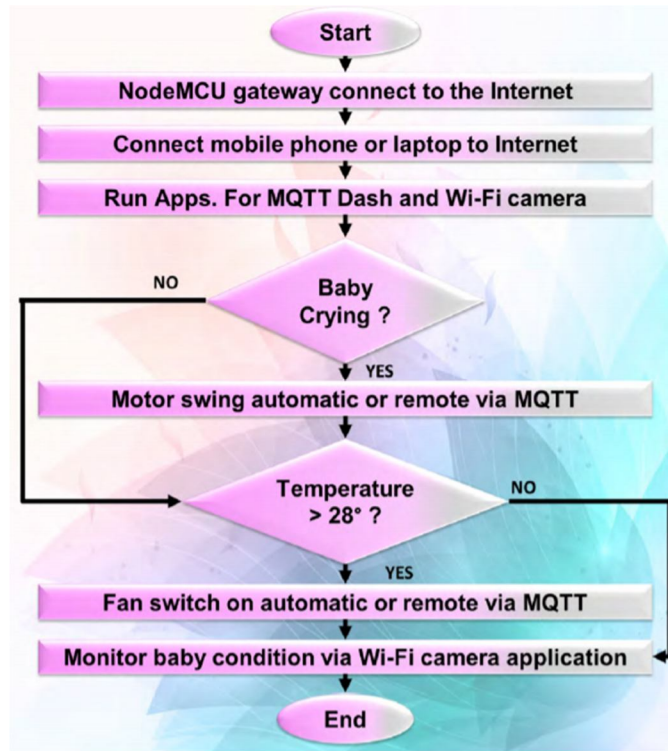 Start
NodeMCU gateway connect to the Internet
Connect mobile phone or laptop to Internet
Run Apps. For MQTT Dash and Wi-Fi camera
NO
Baby
Crying ?
YES
Motor swing automatic or remote via MQTT
Temperature
> 28° ?
NO
YES
Fan switch on automatic or remote via MQTT
Monitor baby condition via Wi-Fi camera application
End